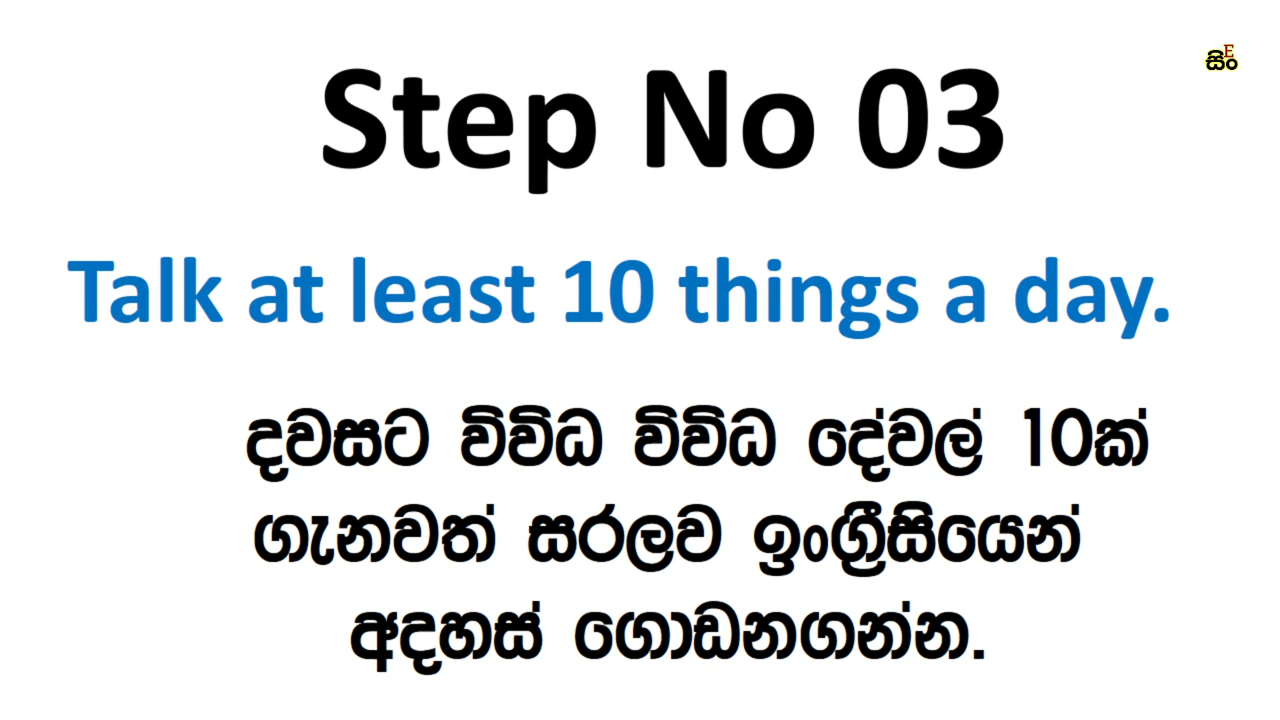 Step No 03
සිංE
Talk at least 10 things a day.
දවසට විවිධ විවිධ දේවල් 10ක්
ගැනවත් සරලව ඉංග්‍රීසියෙන්
අදහස් ගොඩනගන්න.